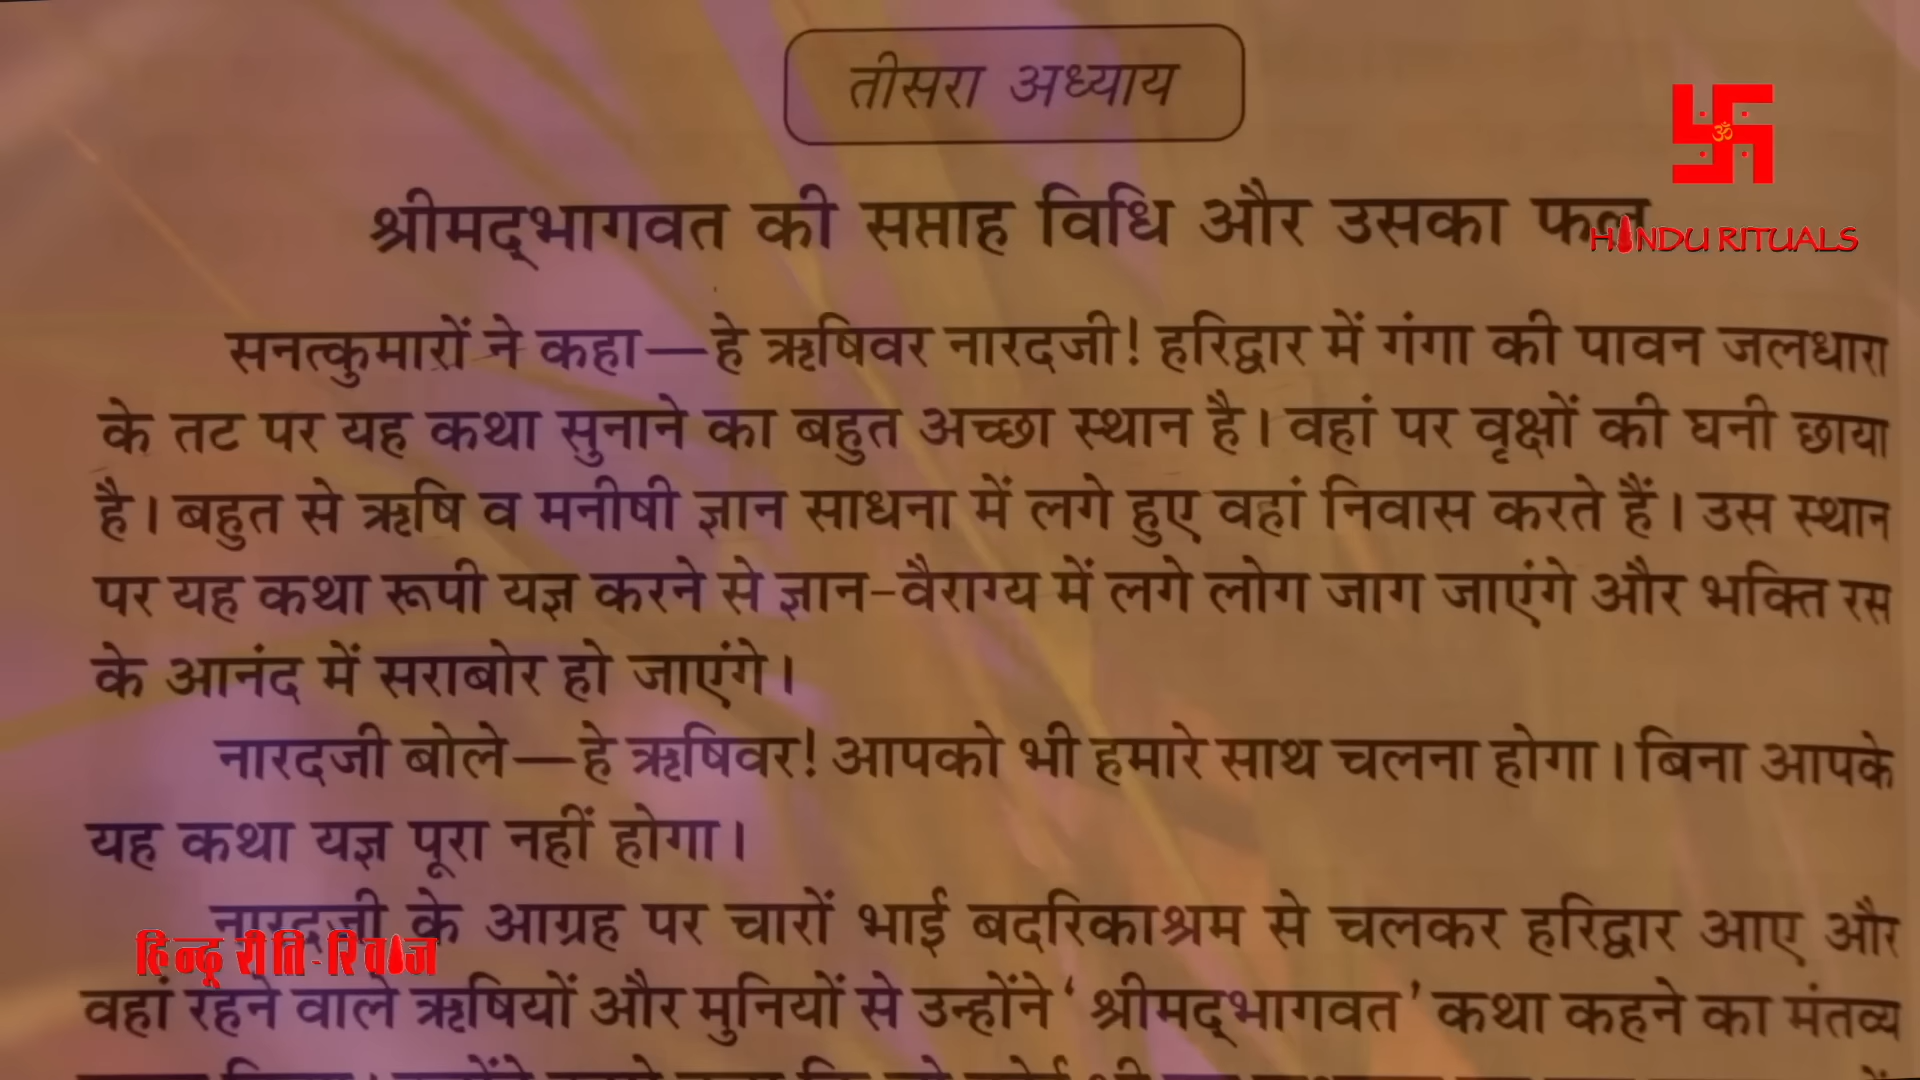 तीसरा अध्याय
श्रीमद्‌भागवत की सप्ताह विधि और उसका फल
ॐ
HINDU RITUALS
सनत्कुमारों ने कहा—हे ऋषिवर नारदजी! हरिद्वार में गंगा की पावन जलधारा
के तट पर यह कथा सुनाने का बहुत अच्छा स्थान है। वहां पर वृक्षों की घनी छाया
है। बहुत से ऋषि व मनीषी ज्ञान साधना में लगे हुए वहां निवास करते हैं। उस स्थान
पर यह कथा रूपी यज्ञ करने से ज्ञान-वैराग्य में लगे लोग जाग जाएंगे और भक्ति रस
के आनंद में सराबोर हो जाएंगे।
नारदजी बोले—हे ऋषिवर! आपको भी हमारे साथ चलना होगा। बिना आपके
यह कथा यज्ञ पूरा नहीं होगा।
नारदजी के आग्रह पर चारों भाई बदरिकाश्रम से चलकर हरिद्वार आए और
हिन्दू रीति-रिवाज
वहां रहने वाले ऋषियों और मुनियों से उन्होंने ‘श्रीमद्‌भागवत’ कथा कहने का मंतव्य